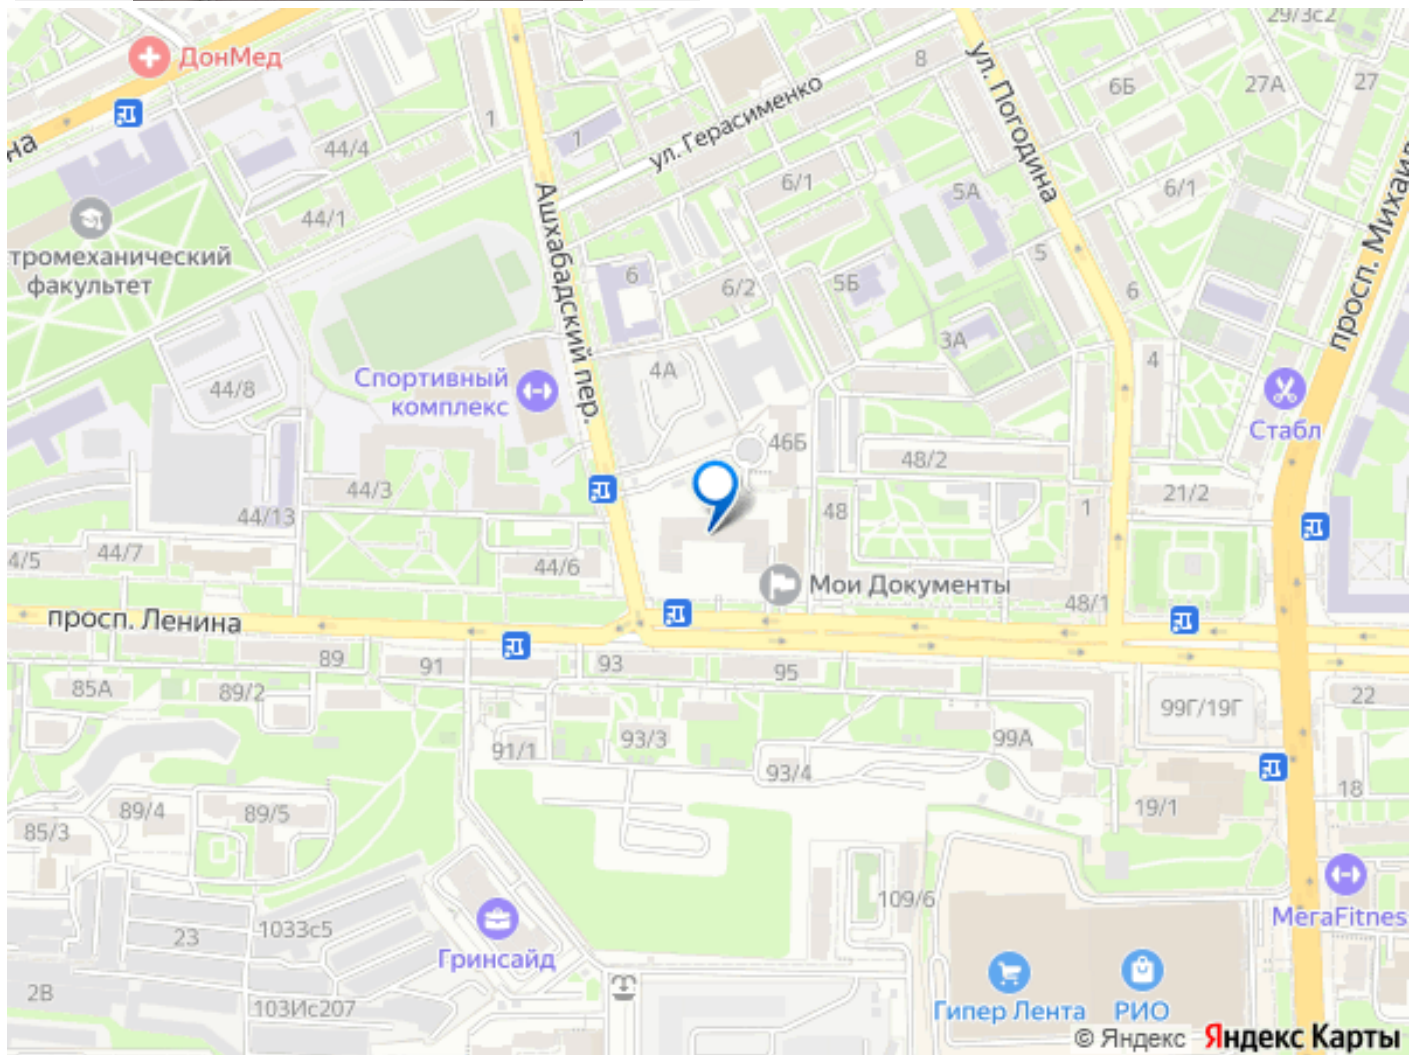 29/3с2
ДонМед
ул. Погодина
8
6Б
27А
27
на
1
1
44/4
ул. Герасименко
6/1
5А
6/1
44/1
Ашхабадский пер.
просп. Михаил
тромеханический
факультет
6
6/2
5Б
5
6
3А
4
4А
Спортивный
комплекс
44/8
Стабл
46Б
48/2
44/3
21/2
44/13
48
1
4/5
44/7
44/6
Мои Документы
48/1
просп. Ленина
89
91
93
95
85А
89/2
22
99Г/19Г
91/1
93/3
99А
93/4
18
89/4
89/5
19/1
85/3
109/6
МегаFitnes
1033с5
23
Гринсайд
2В
103Ис207
Гипер Лента
РИО
© Яндекс Яндекс Карты